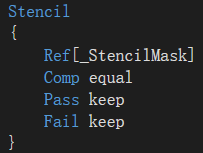 Stencil
{
    Ref[_StencilMask]
    Comp equal
    Pass keep
    Fail keep
}